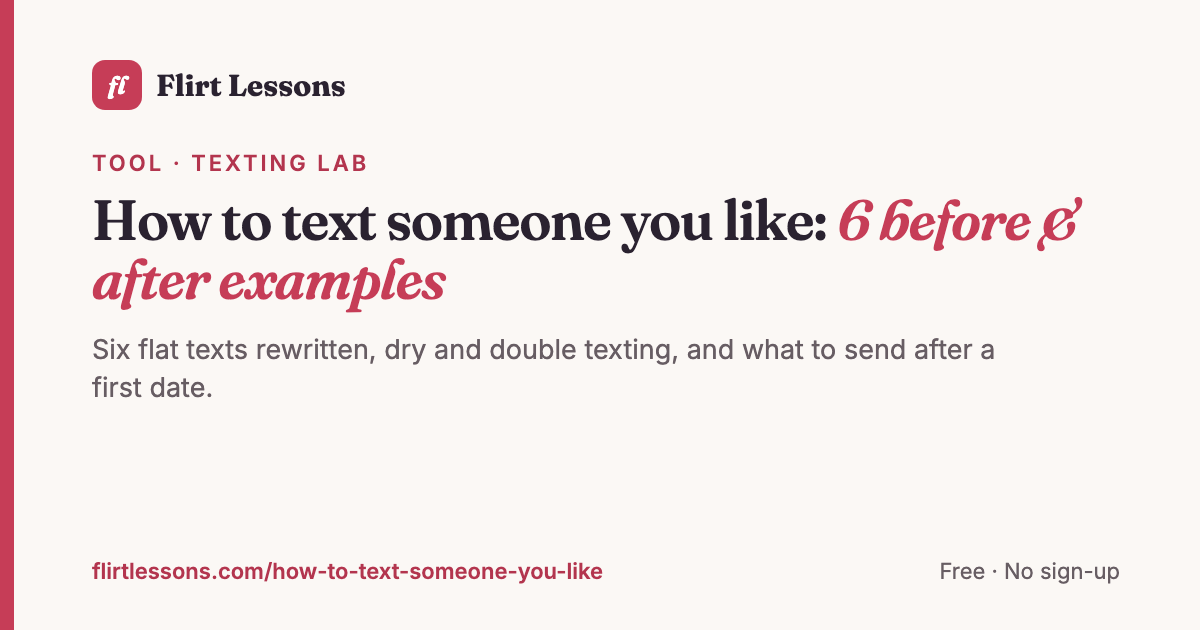 fl Flirt Lessons
TOOL · TEXTING LAB
How to text someone you like: 6 before &
after examples
Six flat texts rewritten, dry and double texting, and what to send after a
first date.
flirtlessons.com/how-to-text-someone-you-like
Free · No sign-up